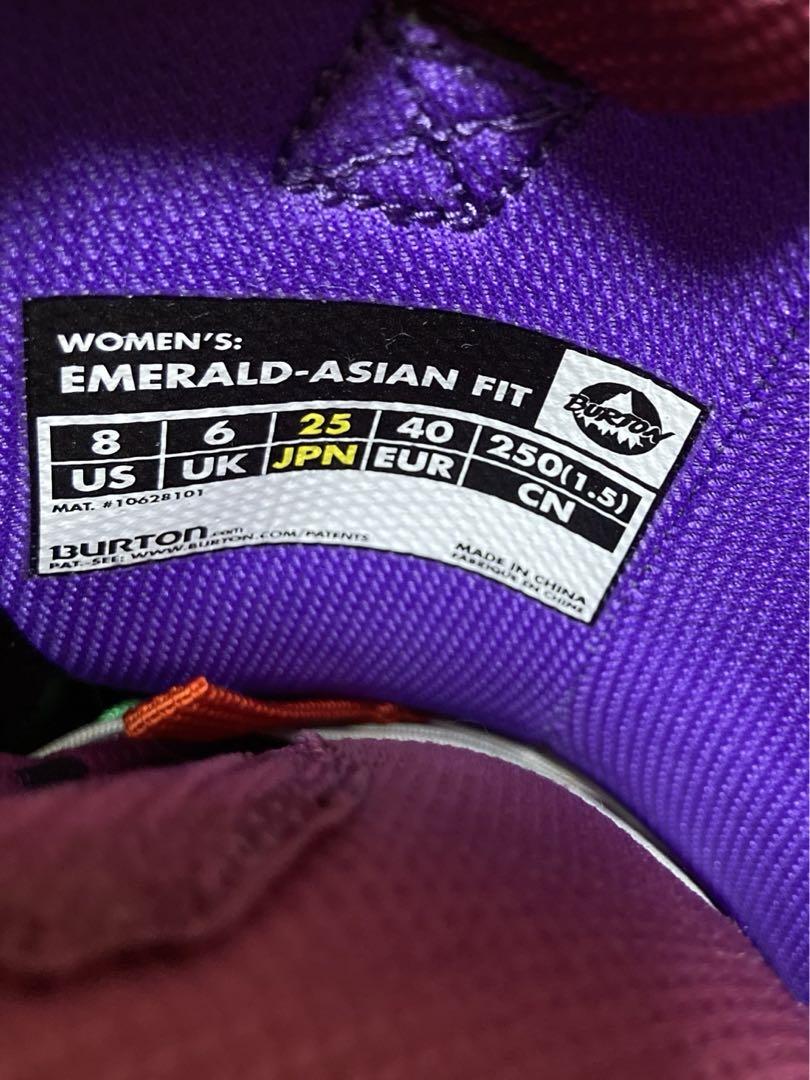 WOMEN'S:
EMERALD-ASIAN FIT
BURTON
8 6 25 40 250(1.5)
US UK JPN EUR CN
MAT. #10628101
BURTON.com
PAT.-SEE: WWW.BURTON.COM/PATENTS
MADE IN CHINA
FABRIQUE EN CHINE